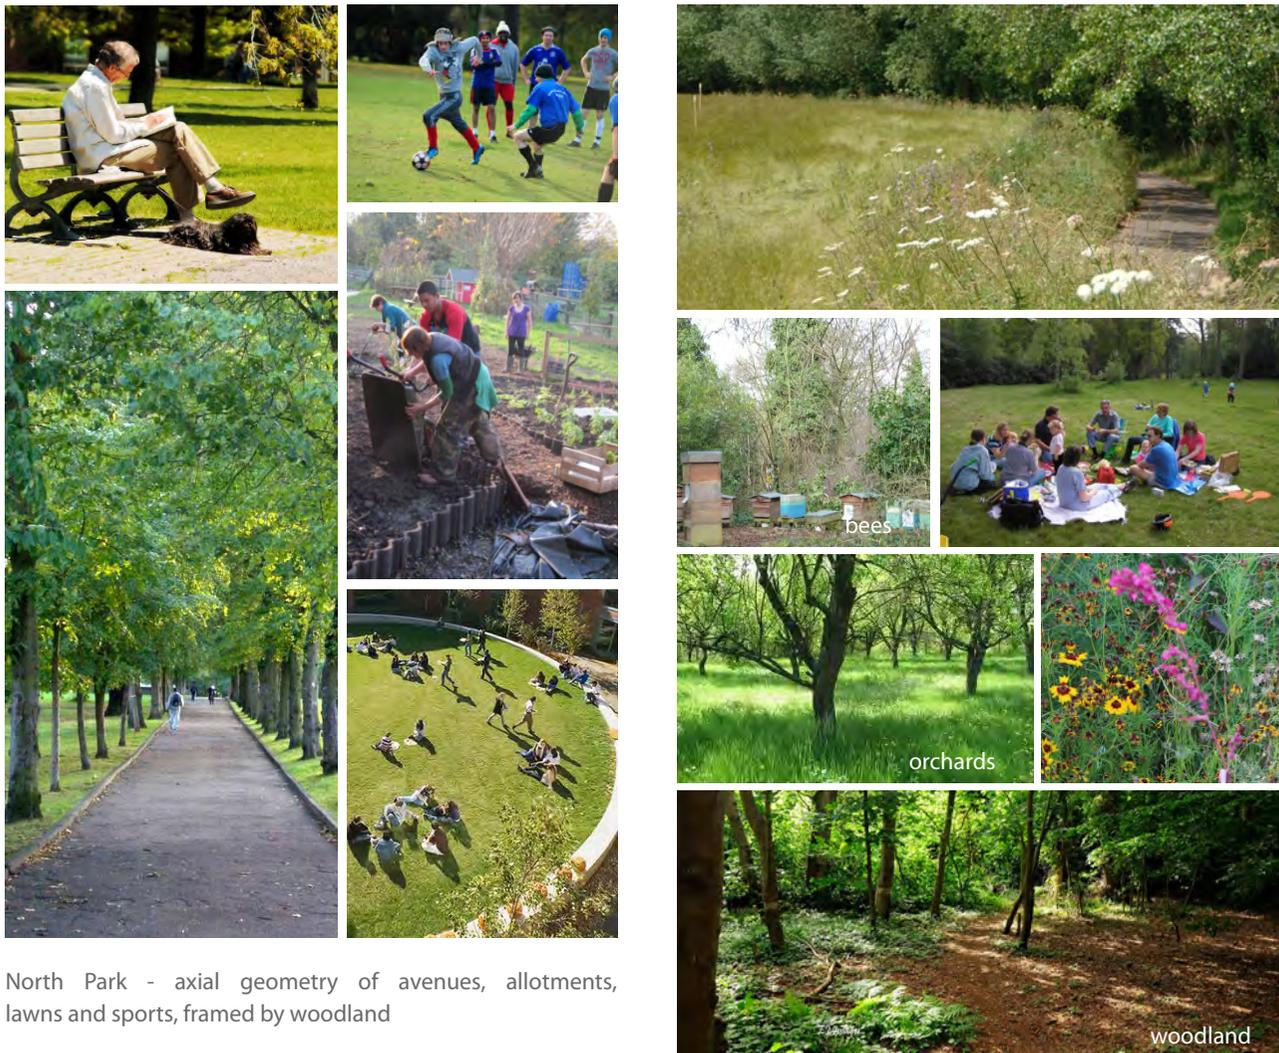 bees
orchards
woodland
North Park - axial geometry of avenues, allotments,
lawns and sports, framed by woodland